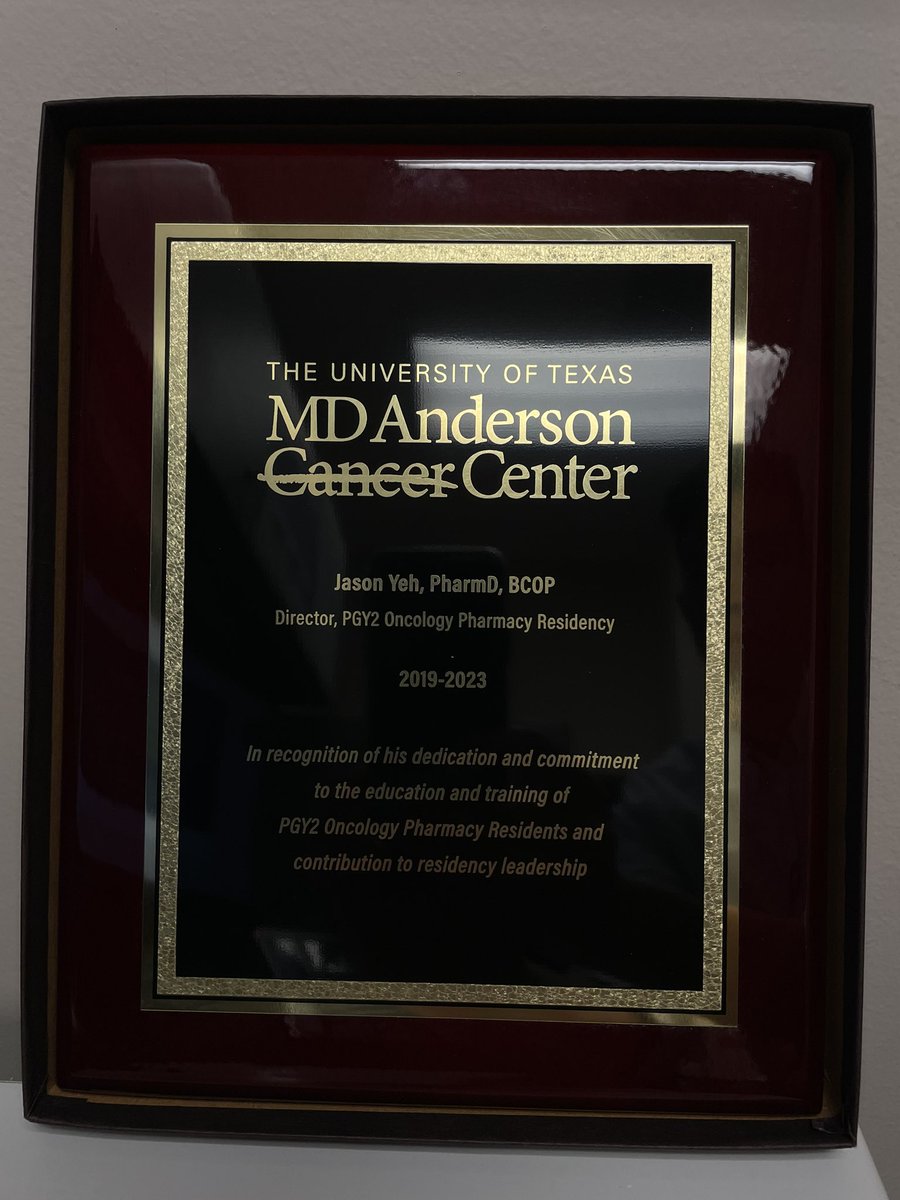 THE UNIVERSITY OF TEXAS
MD Anderson
Cancer Center
Jason Yeh, PharmD, BCOP
Director, PGY2 Oncology Pharmacy Residency
2019-2023
In recognition of his dedication and commitment
to the education and training of
PGY2 Oncology Pharmacy Residents and
contribution to residency leadership